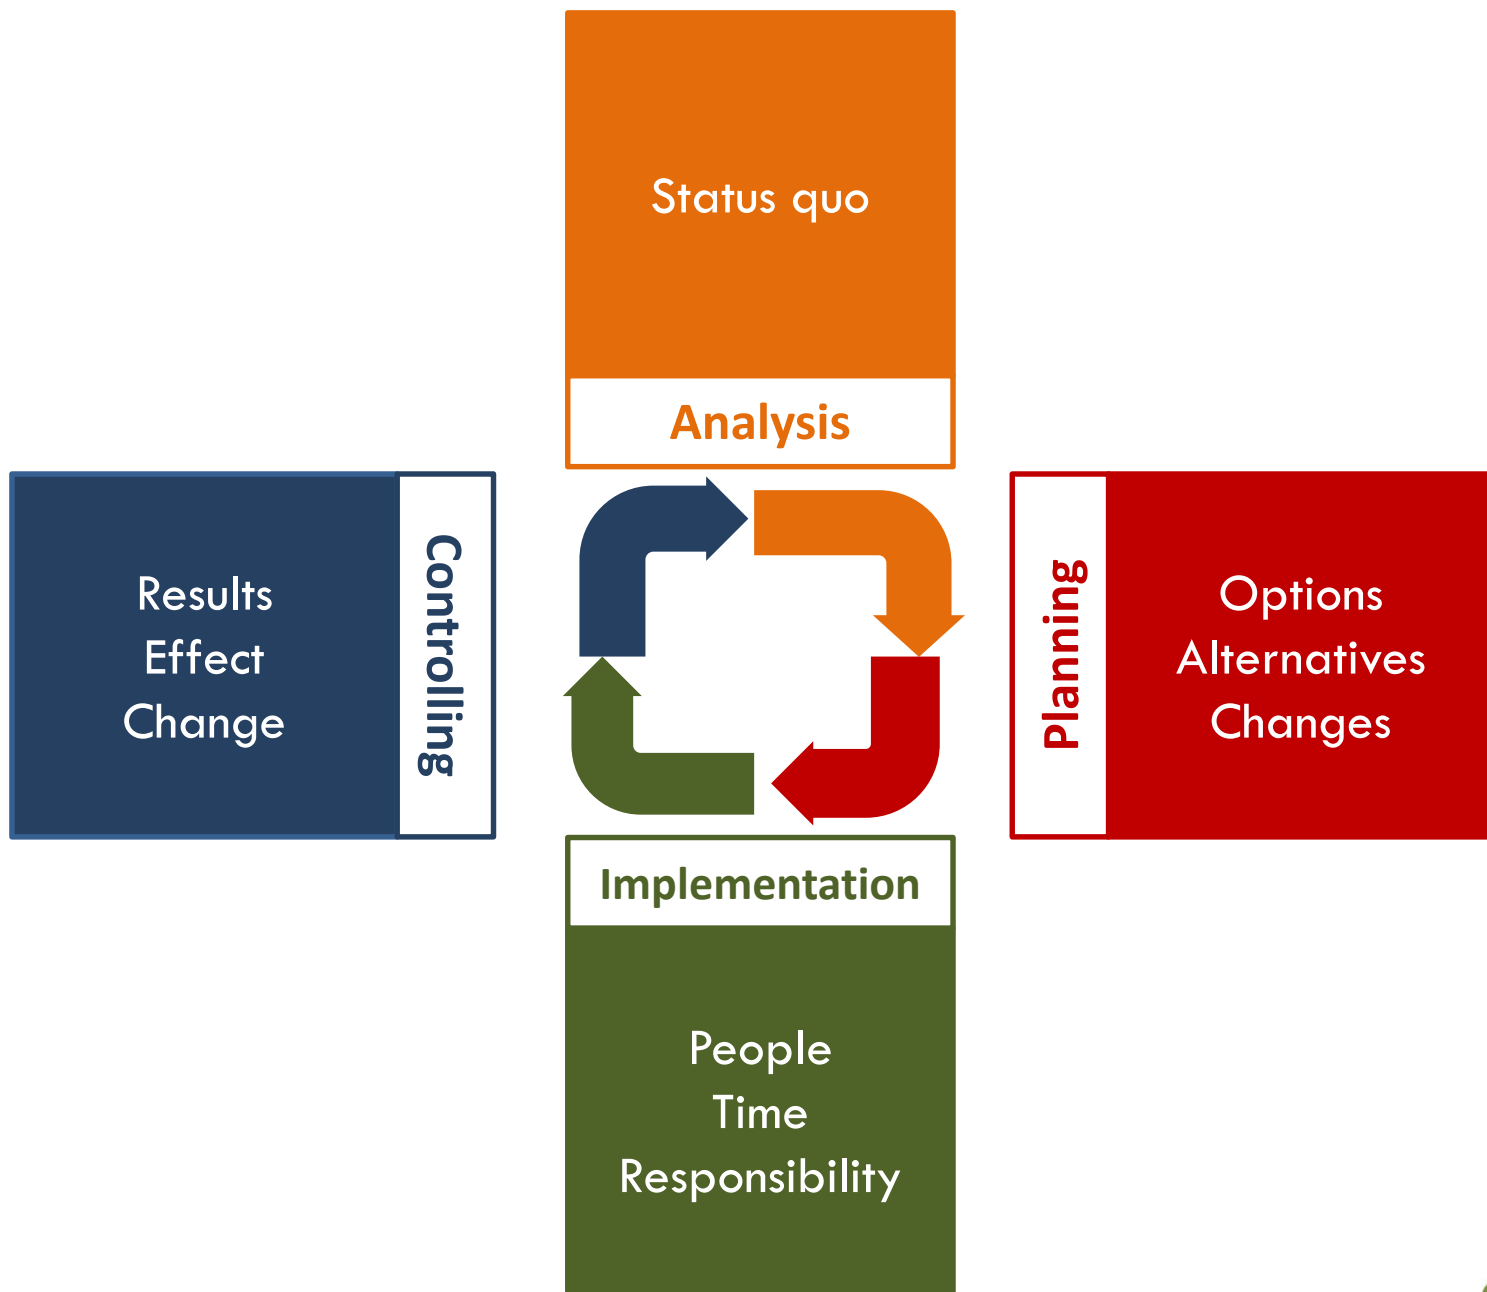 Status quo
Analysis
Controlling
Results
Effect
Change
Planning
Options
Alternatives
Changes
Implementation
People
Time
Responsibility